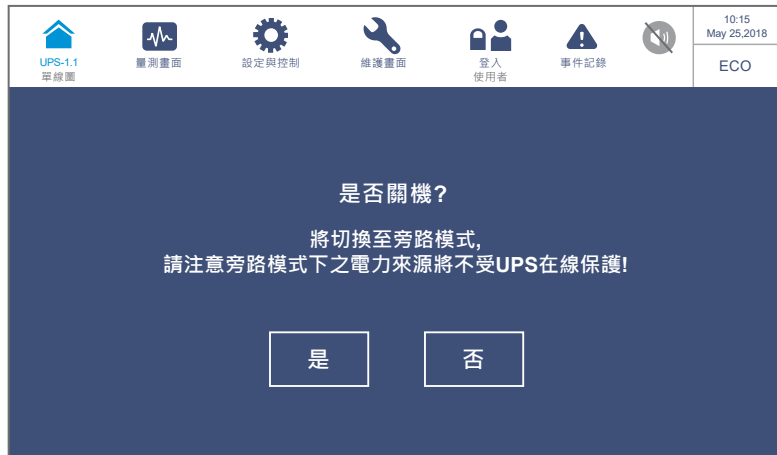 UPS-1.1
單線圖
量測畫面
設定與控制
維護畫面
登入
使用者
事件記錄
10:15
May 25,2018
ECO
是否關機?
將切換至旁路模式,
請注意旁路模式下之電力來源將不受UPS在線保護!
是
否